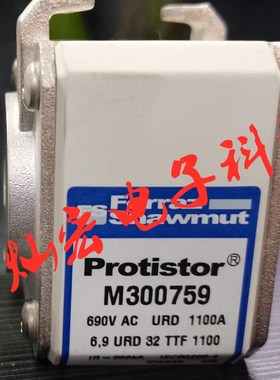 Ferraz
Shawmut
灿宏电子科
Protistor®
M300759
690V AC URD 1100A
6,9 URD 32 TTF 1100